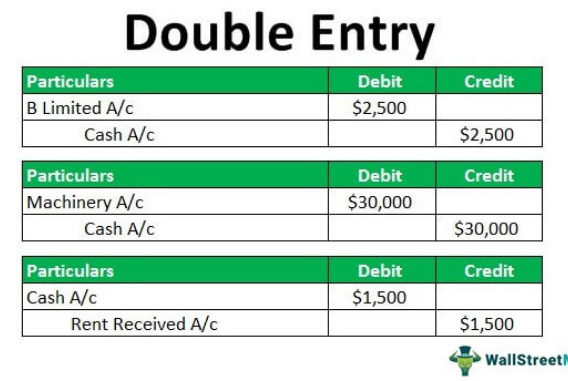 Double Entry
Particulars Debit Credit
B Limited A/c $2,500
Cash A/c $2,500
Particulars Debit Credit
Machinery A/c $30,000
Cash A/c $30,000
Particulars Debit Credit
Cash A/c $1,500
Rent Received A/c $1,500
WallStreetM